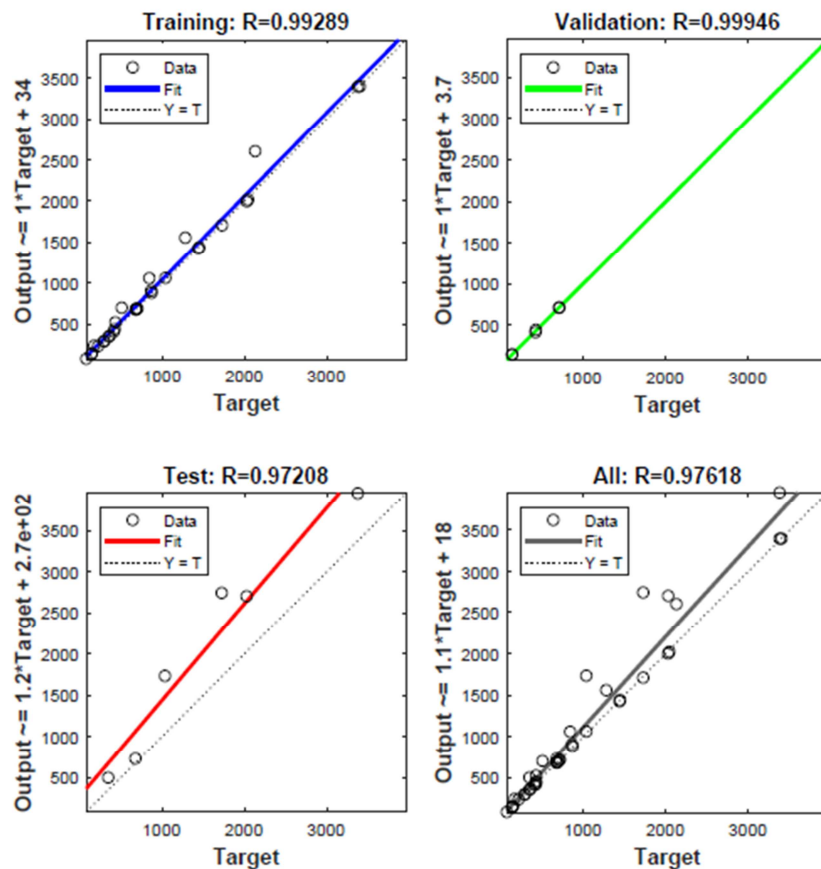 Training: R=0.99289
Output ~= 1*Target + 34
3500
3000
2500
2000
1500
1000
500
Data
Fit
Y = T
1000 2000 3000
Target
Validation: R=0.99946
Output ~= 1*Target + 3.7
3500
3000
2500
2000
1500
1000
500
Data
Fit
Y = T
1000 2000 3000
Target
Test: R=0.97208
Output ~= 1.2*Target + 2.7e+02
3500
3000
2500
2000
1500
1000
500
Data
Fit
Y = T
1000 2000 3000
Target
All: R=0.97618
Output ~= 1.1*Target + 18
3500
3000
2500
2000
1500
1000
500
Data
Fit
Y = T
1000 2000 3000
Target